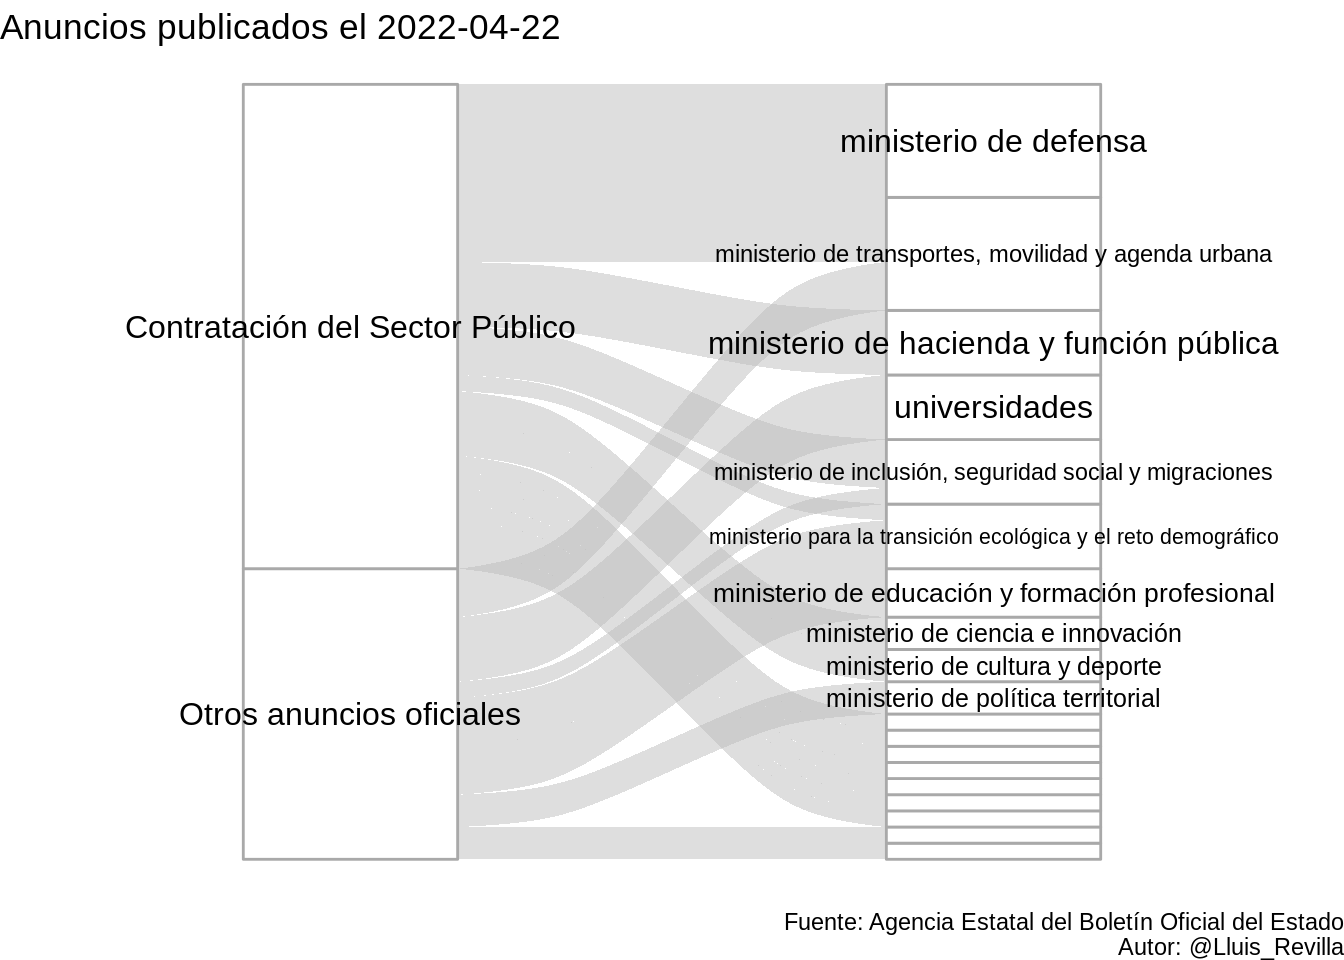 Anuncios publicados el 2022-04-22
Contratación del Sector Público
Otros anuncios oficiales
ministerio de defensa
ministerio de transportes, movilidad y agenda urbana
ministerio de hacienda y función pública
universidades
ministerio de inclusión, seguridad social y migraciones
ministerio para la transición ecológica y el reto demográfico
ministerio de educación y formación profesional
ministerio de ciencia e innovación
ministerio de cultura y deporte
ministerio de política territorial
Fuente: Agencia Estatal del Boletín Oficial del Estado
Autor: @Lluis_Revilla